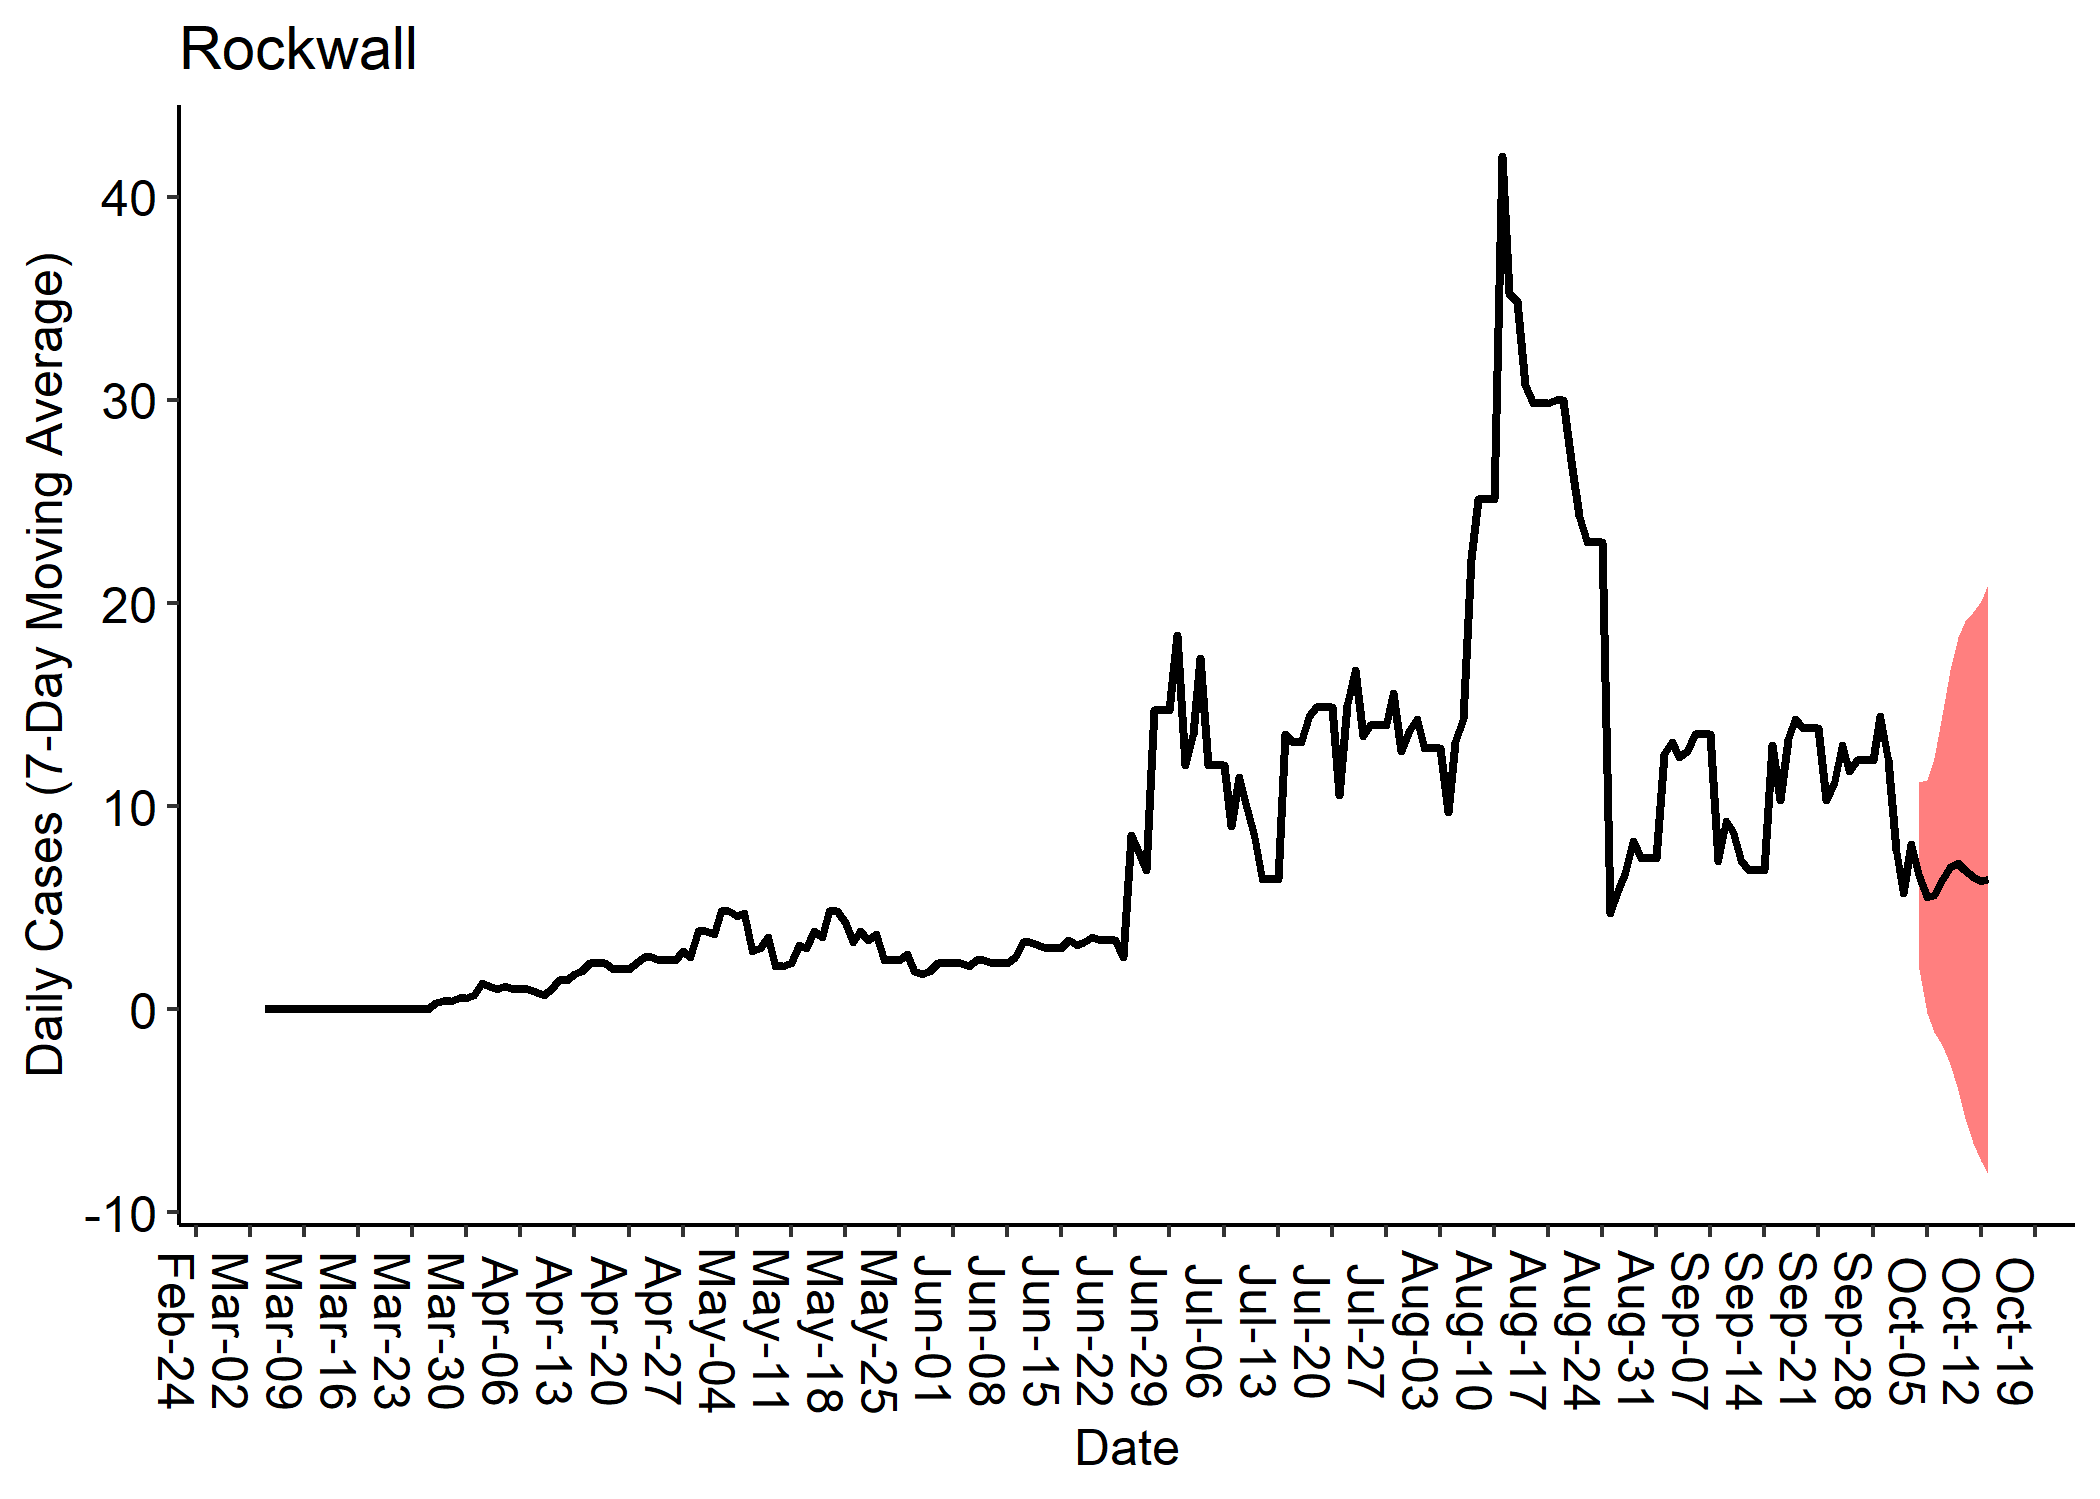 Rockwall
Daily Cases (7-Day Moving Average)
40
30
20
10
0
-10
Feb-24
Mar-02
Mar-09
Mar-16
Mar-23
Mar-30
Apr-06
Apr-13
Apr-20
Apr-27
May-04
May-11
May-18
May-25
Jun-01
Jun-08
Jun-15
Jun-22
Jun-29
Jul-06
Jul-13
Jul-20
Jul-27
Aug-03
Aug-10
Aug-17
Aug-24
Aug-31
Sep-07
Sep-14
Sep-21
Sep-28
Oct-05
Oct-12
Oct-19
Date